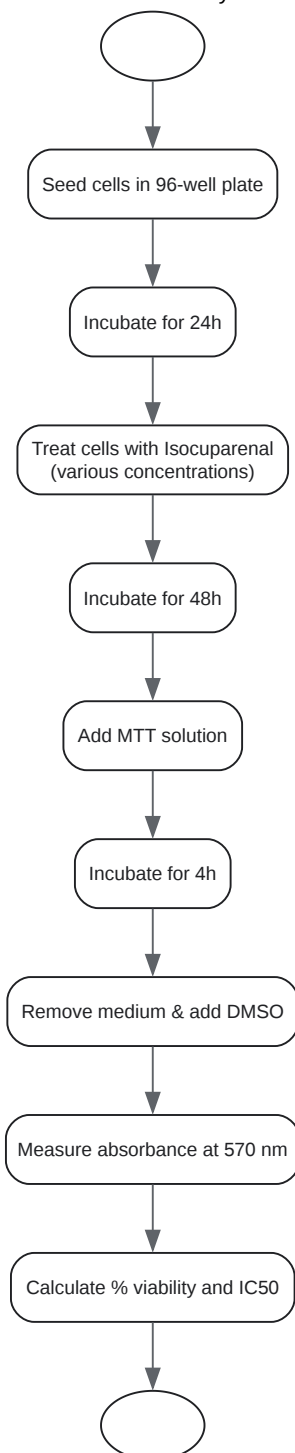 Seed cells in 96-well plate
Incubate for 24h
Treat cells with Isocuparenal
(various concentrations)
Incubate for 48h
Add MTT solution
Incubate for 4h
Remove medium & add DMSO
Measure absorbance at 570 nm
Calculate % viability and IC50